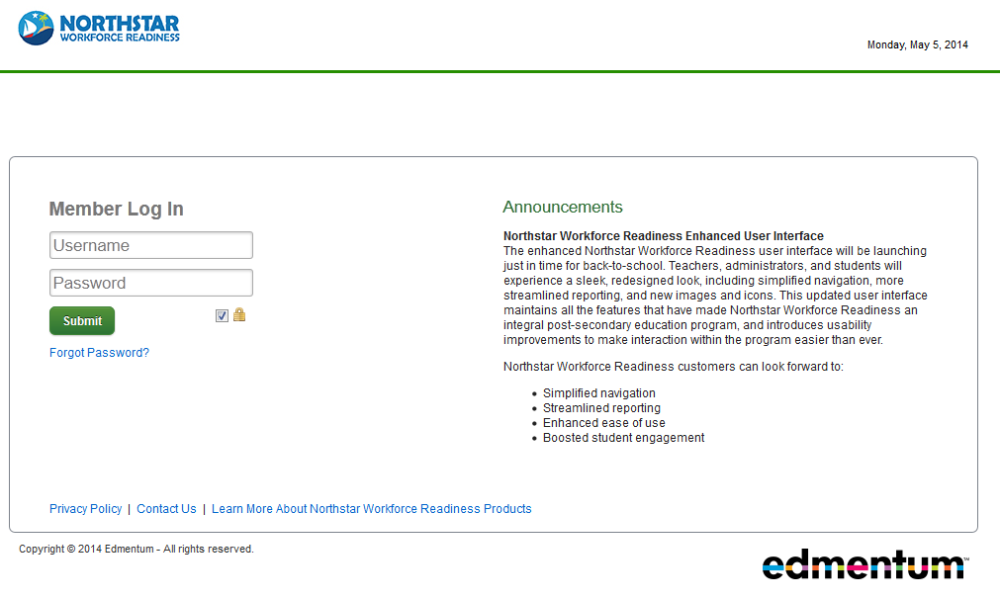 NORTHSTAR
WORKFORCE READINESS
Monday, May 5, 2014
Member Log In
Username
Password
Submit
Forgot Password?
Announcements
Northstar Workforce Readiness Enhanced User Interface
The enhanced Northstar Workforce Readiness user interface will be launching
just in time for back-to-school. Teachers, administrators, and students will
experience a sleek, redesigned look, including simplified navigation, more
streamlined reporting, and new images and icons. This updated user interface
maintains all the features that have made Northstar Workforce Readiness an
integral post-secondary education program, and introduces usability
improvements to make interaction within the program easier than ever.
Northstar Workforce Readiness customers can look forward to:
• Simplified navigation
• Streamlined reporting
• Enhanced ease of use
• Boosted student engagement
Privacy Policy | Contact Us | Learn More About Northstar Workforce Readiness Products
Copyright © 2014 Edmentum - All rights reserved.
edmentum™